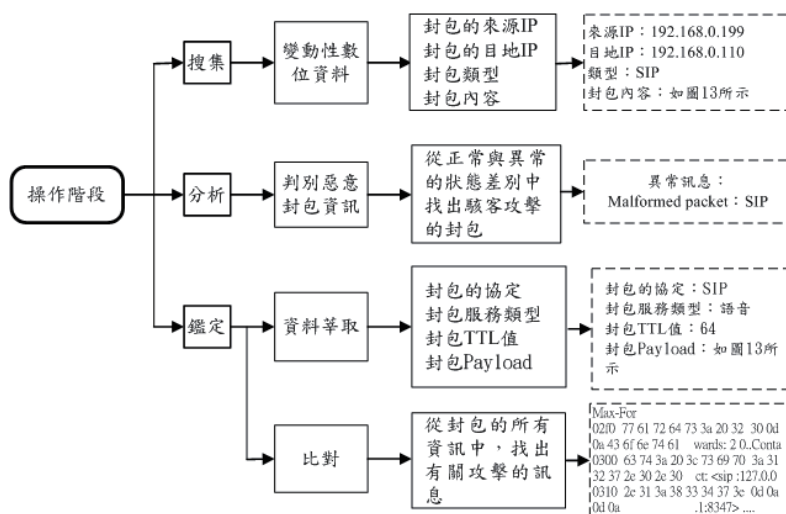 操作階段
搜集
變動性數
位資料
封包的來源IP
封包的目地IP
封包類型
封包內容
來源IP：192.168.0.199
目地IP：192.168.0.110
類型：SIP
封包內容：如圖13所示
分析
判別惡意
封包資訊
從正常與異常
的狀態差別中
找出駭客攻擊
的封包
異常訊息：
Malformed packet：SIP
鑑定
資料莘取
封包的協定
封包服務類型
封包TTL值
封包Payload
封包的協定：SIP
封包服務類型：語音
封包TTL值：64
封包Payload：如圖13所
示
比對
從封包的所有
資訊中，找出
有關攻擊的訊
息
Max-For
02f0 77 61 72 64 73 3a 20 32 30 0d
0a 43 6f 6e 74 61 wards: 2 0..Conta
0300 63 74 3a 20 3c 73 69 70 3a 31
32 37 2e 30 2e 30 ct: <sip :127.0.0
0310 2e 31 3a 38 33 34 37 3c 0d 0a
0d 0a .1:8347> ....